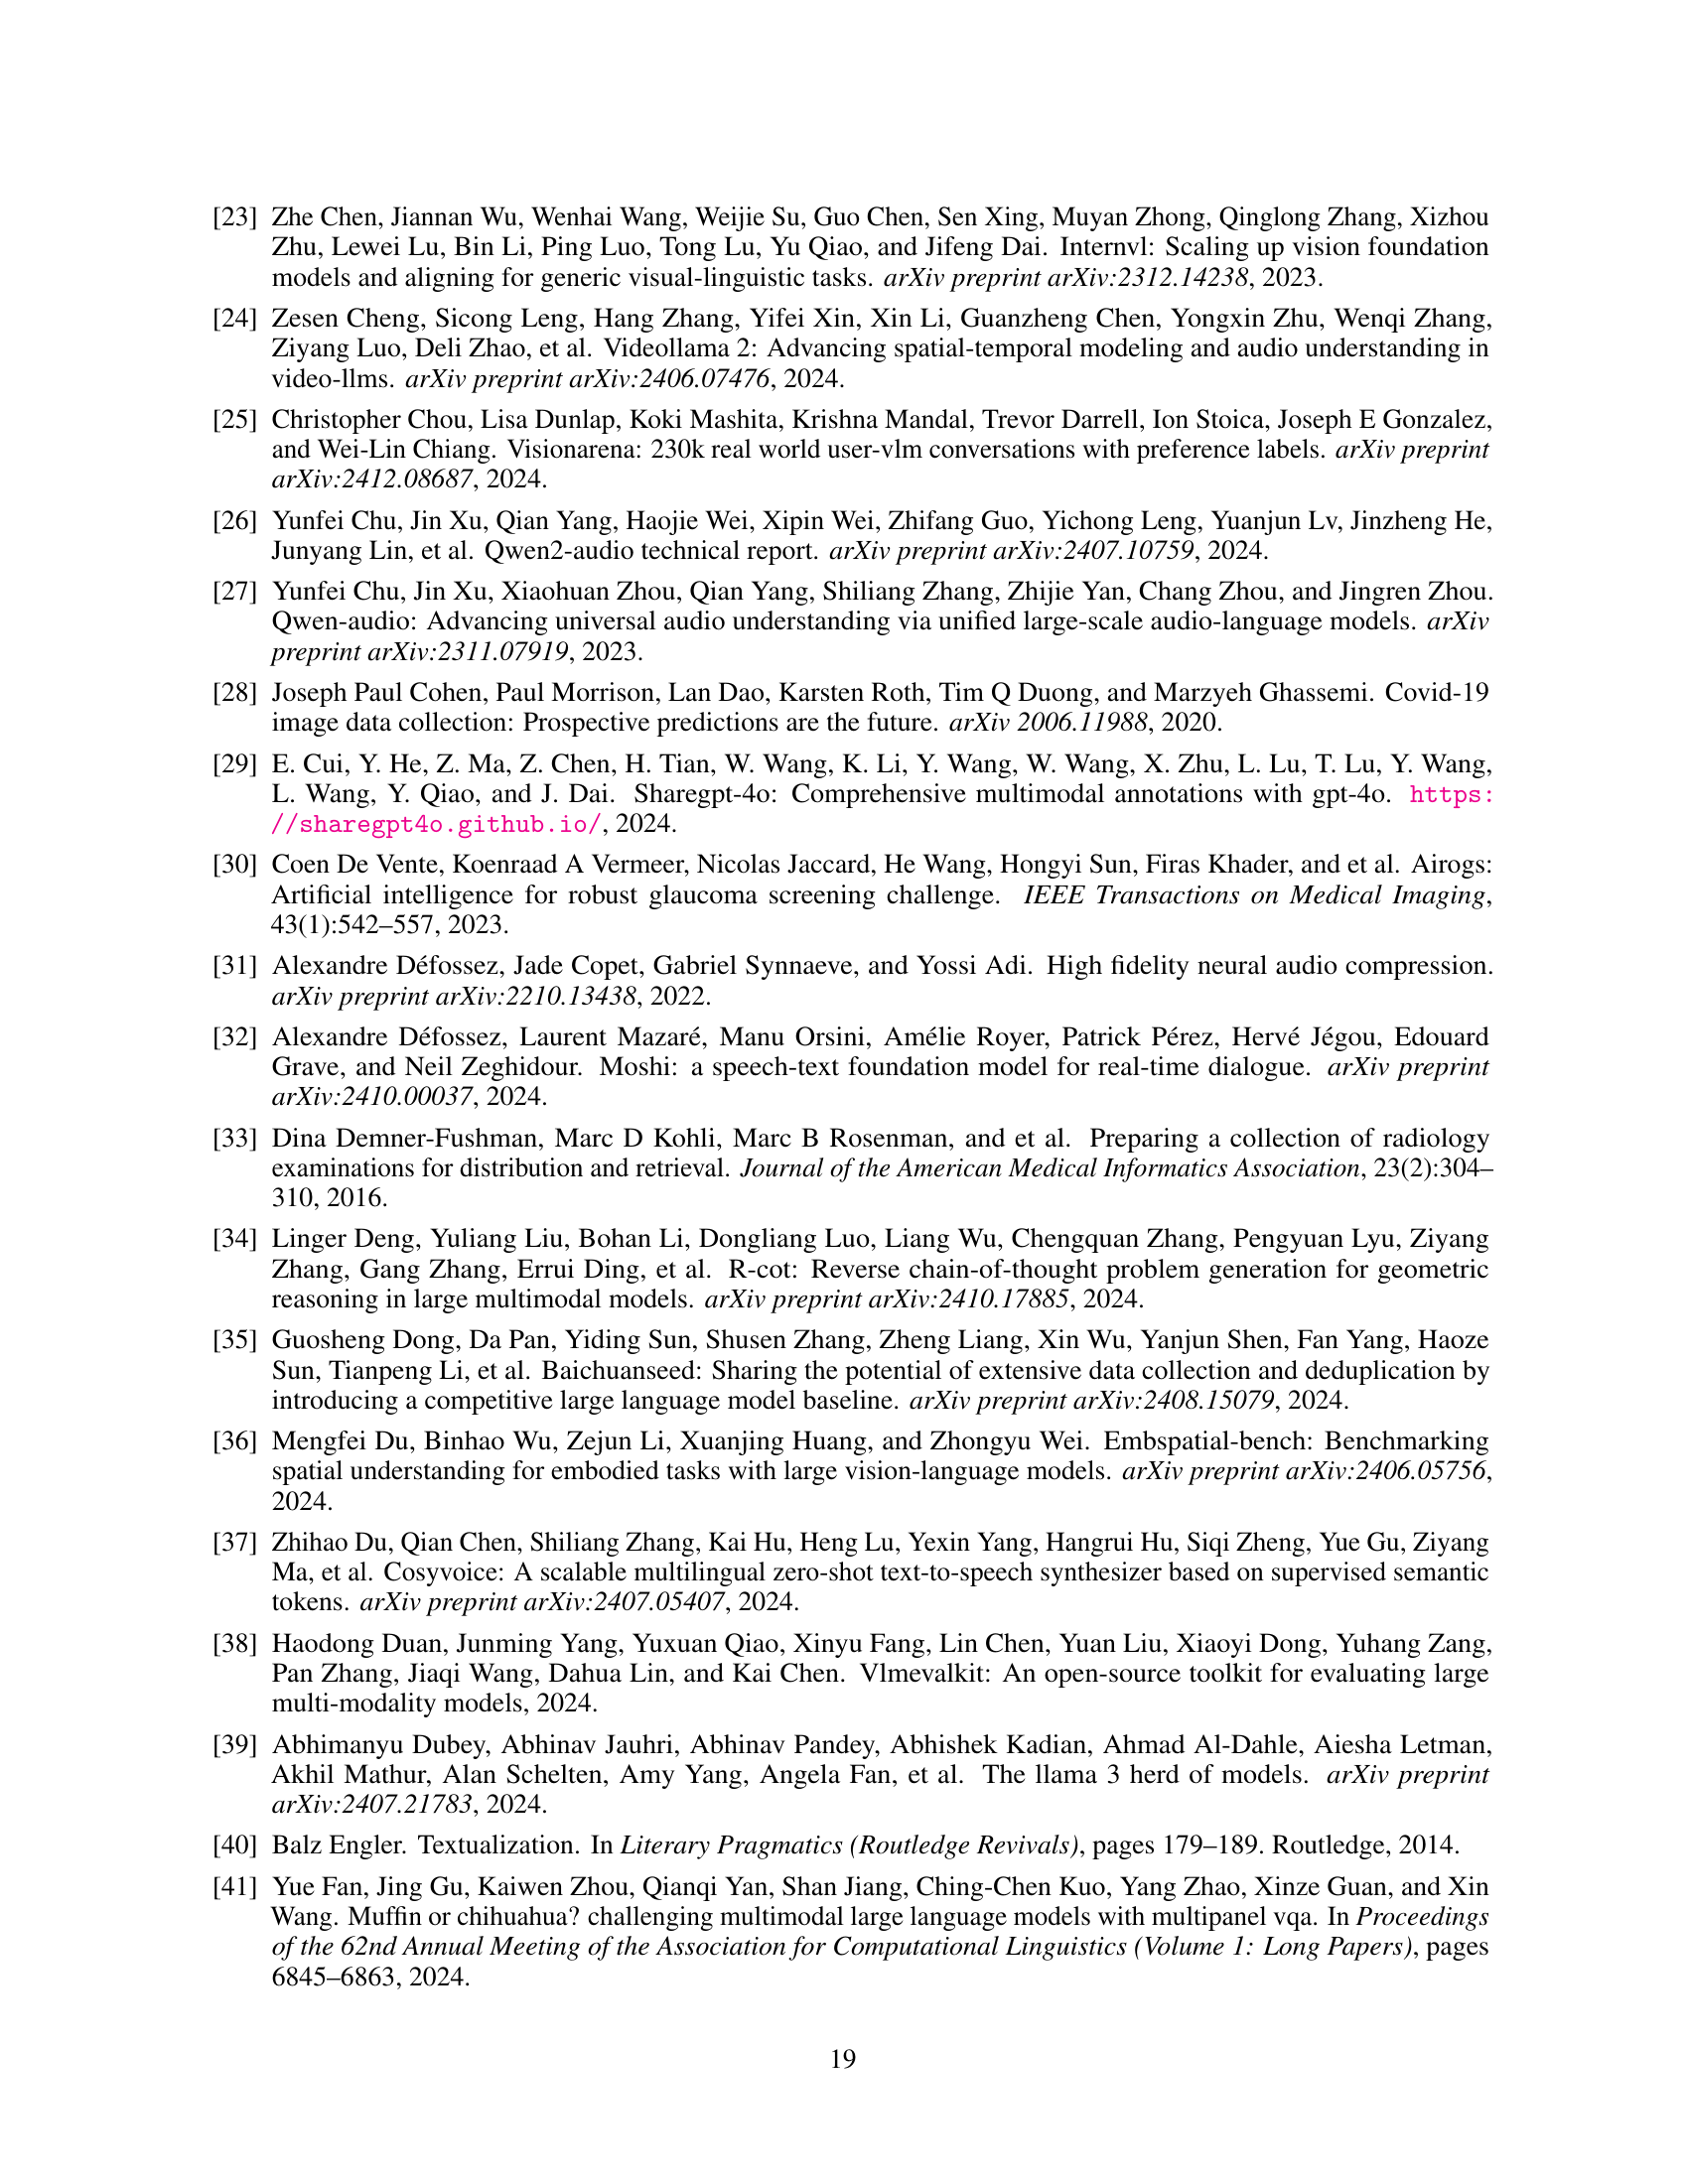 [23] Zhe Chen, Jiannan Wu, Wenhai Wang, Weijie Su, Guo Chen, Sen Xing, Muyan Zhong, Qinglong Zhang, Xizhou
Zhu, Lewei Lu, Bin Li, Ping Luo, Tong Lu, Yu Qiao, and Jifeng Dai. Internvl: Scaling up vision foundation
models and aligning for generic visual-linguistic tasks. arXiv preprint arXiv:2312.14238, 2023.
[24] Zesen Cheng, Sicong Leng, Hang Zhang, Yifei Xin, Xin Li, Guanzheng Chen, Yongxin Zhu, Wenqi Zhang,
Ziyang Luo, Deli Zhao, et al. Videollama 2: Advancing spatial-temporal modeling and audio understanding in
video-llms. arXiv preprint arXiv:2406.07476, 2024.
[25] Christopher Chou, Lisa Dunlap, Koki Mashita, Krishna Mandal, Trevor Darrell, Ion Stoica, Joseph E Gonzalez,
and Wei-Lin Chiang. Visionarena: 230k real world user-vlm conversations with preference labels. arXiv preprint
arXiv:2412.08687, 2024.
[26] Yunfei Chu, Jin Xu, Qian Yang, Haojie Wei, Xipin Wei, Zhifang Guo, Yichong Leng, Yuanjun Lv, Jinzheng He,
Junyang Lin, et al. Qwen2-audio technical report. arXiv preprint arXiv:2407.10759, 2024.
[27] Yunfei Chu, Jin Xu, Xiaohuan Zhou, Qian Yang, Shiliang Zhang, Zhijie Yan, Chang Zhou, and Jingren Zhou.
Qwen-audio: Advancing universal audio understanding via unified large-scale audio-language models. arXiv
preprint arXiv:2311.07919, 2023.
[28] Joseph Paul Cohen, Paul Morrison, Lan Dao, Karsten Roth, Tim Q Duong, and Marzyeh Ghassemi. Covid-19
image data collection: Prospective predictions are the future. arXiv 2006.11988, 2020.
[29] E. Cui, Y. He, Z. Ma, Z. Chen, H. Tian, W. Wang, K. Li, Y. Wang, W. Wang, X. Zhu, L. Lu, T. Lu, Y. Wang,
L. Wang, Y. Qiao, and J. Dai. Sharegpt-4o: Comprehensive multimodal annotations with gpt-4o. https:
//sharegpt4o.github.io/, 2024.
[30] Coen De Vente, Koenraad A Vermeer, Nicolas Jaccard, He Wang, Hongyi Sun, Firas Khader, and et al. Airogs:
Artificial intelligence for robust glaucoma screening challenge. IEEE Transactions on Medical Imaging,
43(1):542–557, 2023.
[31] Alexandre Défossez, Jade Copet, Gabriel Synnaeve, and Yossi Adi. High fidelity neural audio compression.
arXiv preprint arXiv:2210.13438, 2022.
[32] Alexandre Défossez, Laurent Mazaré, Manu Orsini, Amélie Royer, Patrick Pérez, Hervé Jégou, Edouard
Grave, and Neil Zeghidour. Moshi: a speech-text foundation model for real-time dialogue. arXiv preprint
arXiv:2410.00037, 2024.
[33] Dina Demner-Fushman, Marc D Kohli, Marc B Rosenman, and et al. Preparing a collection of radiology
examinations for distribution and retrieval. Journal of the American Medical Informatics Association, 23(2):304–
310, 2016.
[34] Linger Deng, Yuliang Liu, Bohan Li, Dongliang Luo, Liang Wu, Chengquan Zhang, Pengyuan Lyu, Ziyang
Zhang, Gang Zhang, Errui Ding, et al. R-cot: Reverse chain-of-thought problem generation for geometric
reasoning in large multimodal models. arXiv preprint arXiv:2410.17885, 2024.
[35] Guosheng Dong, Da Pan, Yiding Sun, Shusen Zhang, Zheng Liang, Xin Wu, Yanjun Shen, Fan Yang, Haoze
Sun, Tianpeng Li, et al. Baichuanseed: Sharing the potential of extensive data collection and deduplication by
introducing a competitive large language model baseline. arXiv preprint arXiv:2408.15079, 2024.
[36] Mengfei Du, Binhao Wu, Zejun Li, Xuanjing Huang, and Zhongyu Wei. Embspatial-bench: Benchmarking
spatial understanding for embodied tasks with large vision-language models. arXiv preprint arXiv:2406.05756,
2024.
[37] Zhihao Du, Qian Chen, Shiliang Zhang, Kai Hu, Heng Lu, Yexin Yang, Hangrui Hu, Siqi Zheng, Yue Gu, Ziyang
Ma, et al. Cosyvoice: A scalable multilingual zero-shot text-to-speech synthesizer based on supervised semantic
tokens. arXiv preprint arXiv:2407.05407, 2024.
[38] Haodong Duan, Junming Yang, Yuxuan Qiao, Xinyu Fang, Lin Chen, Yuan Liu, Xiaoyi Dong, Yuhang Zang,
Pan Zhang, Jiaqi Wang, Dahua Lin, and Kai Chen. Vlmevalkit: An open-source toolkit for evaluating large
multi-modality models, 2024.
[39] Abhimanyu Dubey, Abhinav Jauhri, Abhinav Pandey, Abhishek Kadian, Ahmad Al-Dahle, Aiesha Letman,
Akhil Mathur, Alan Schelten, Amy Yang, Angela Fan, et al. The llama 3 herd of models. arXiv preprint
arXiv:2407.21783, 2024.
[40] Balz Engler. Textualization. In Literary Pragmatics (Routledge Revivals), pages 179–189. Routledge, 2014.
[41] Yue Fan, Jing Gu, Kaiwen Zhou, Qianqi Yan, Shan Jiang, Ching-Chen Kuo, Yang Zhao, Xinze Guan, and Xin
Wang. Muffin or chihuahua? challenging multimodal large language models with multipanel vqa. In Proceedings
of the 62nd Annual Meeting of the Association for Computational Linguistics (Volume 1: Long Papers), pages
6845–6863, 2024.
19